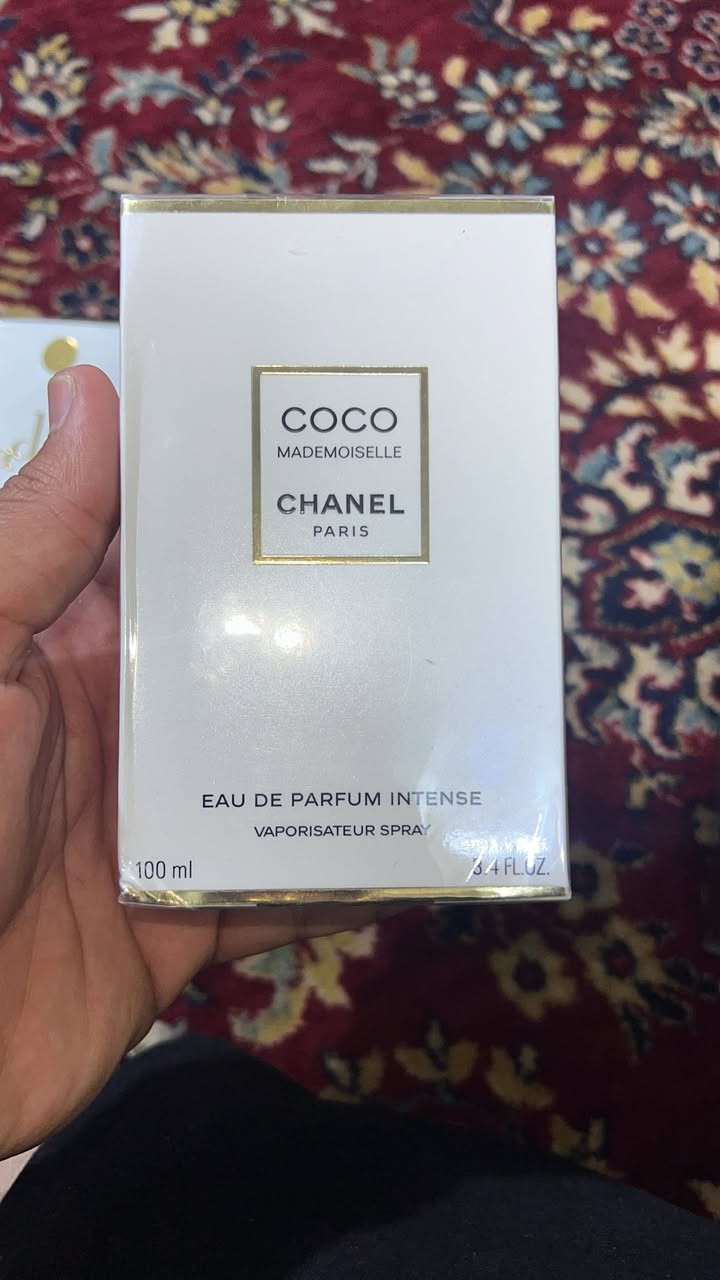 COCO
MADEMOISELLE
CHANEL
PARIS
EAU DE PARFUM INTENSE
VAPORISATEUR SPRAY
100 ml
3.4 FL.OZ.